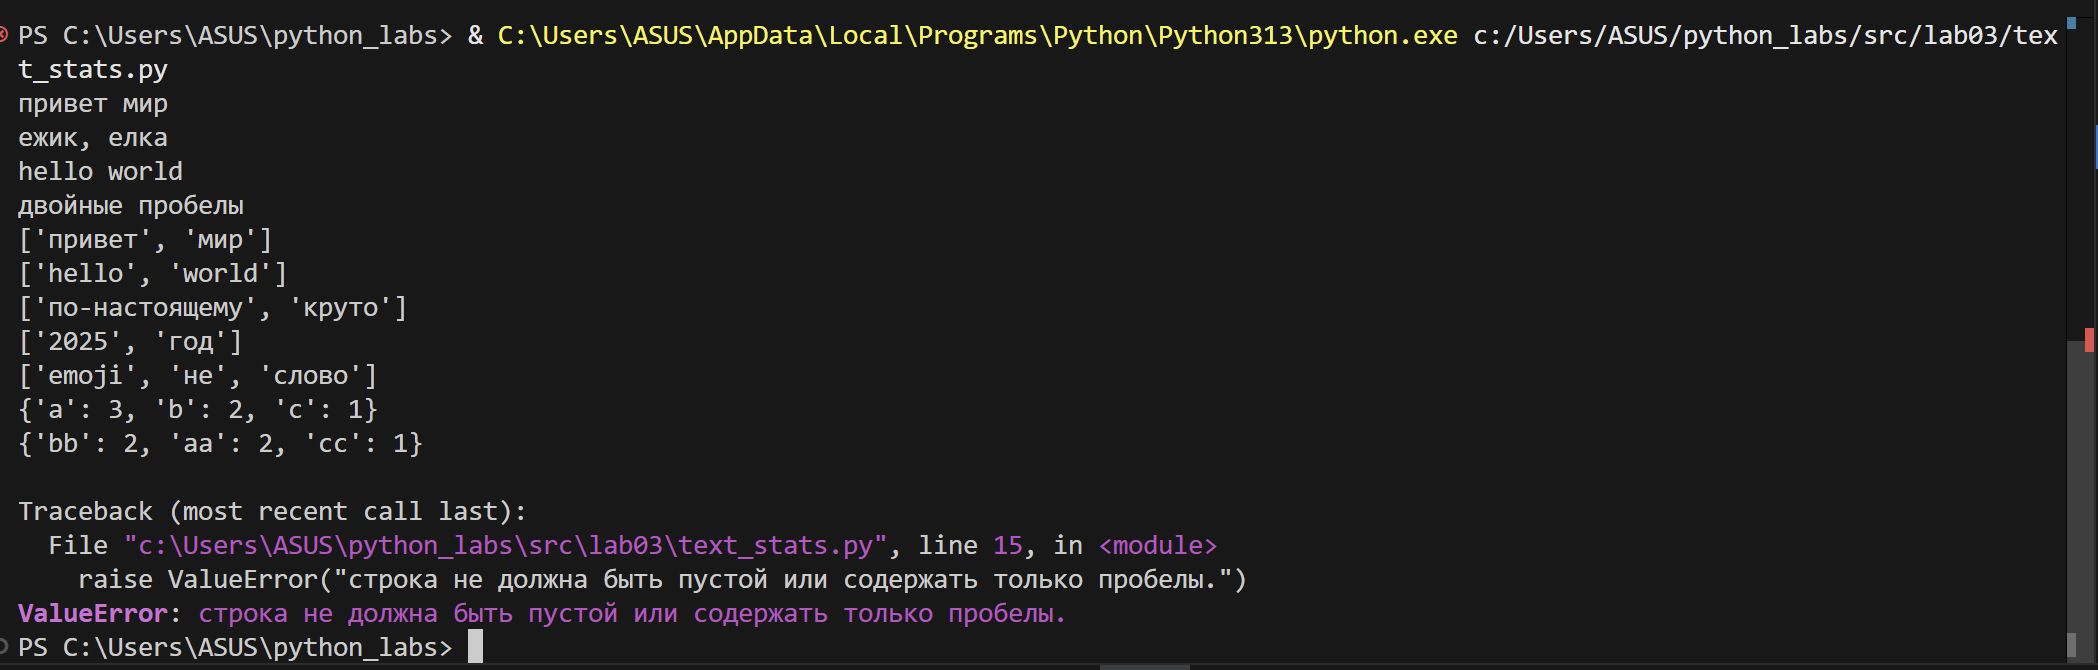 PS C:\Users\ASUS\python_labs> & C:\Users\ASUS\AppData\Local\Programs\Python\Python313\python.exe c:/Users/ASUS/python_labs/src/lab03/tex
t_stats.py
привет мир
ежик, елка
hello world
двойные пробелы
['привет', 'мир']
['hello', 'world']
['по-настоящему', 'круто']
['2025', 'год']
['emoji', 'не', 'слово']
{'a': 3, 'b': 2, 'c': 1}
{'bb': 2, 'aa': 2, 'cc': 1}
Traceback (most recent call last):
  File "c:\Users\ASUS\python_labs\src\lab03\text_stats.py", line 15, in <module>
    raise ValueError("строка не должна быть пустой или содержать только пробелы.")
ValueError: строка не должна быть пустой или содержать только пробелы.
PS C:\Users\ASUS\python_labs>